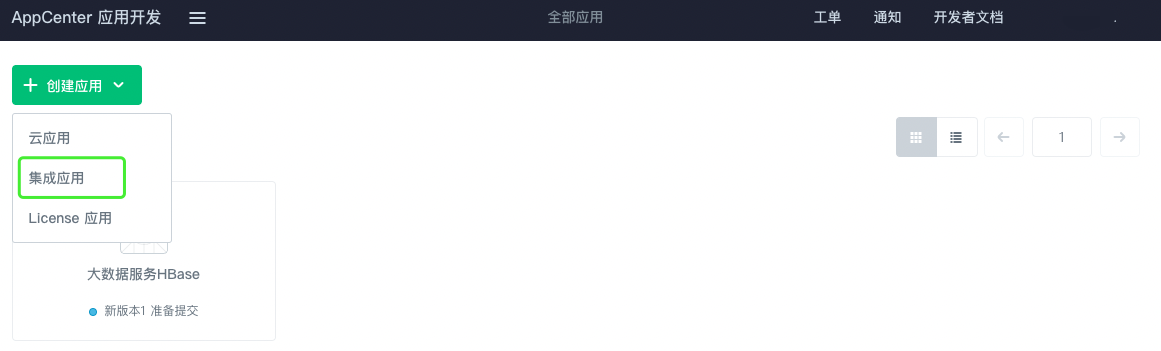 AppCenter 应用开发 全部应用 工单 通知 开发者文档
创建应用
云应用
1
集成应用
License 应用
大数据服务HBase
新版本1 准备提交